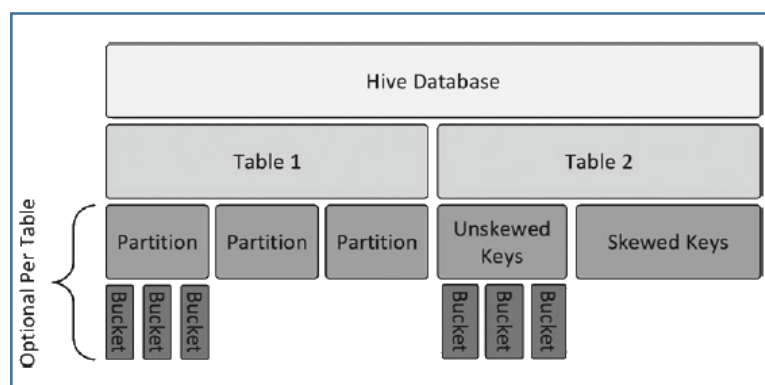 Hive Database
Table 1
Table 2
Optional Per Table
Partition
Partition
Partition
Unskewed
Keys
Skewed Keys
Bucket
Bucket
Bucket
Bucket
Bucket
Bucket